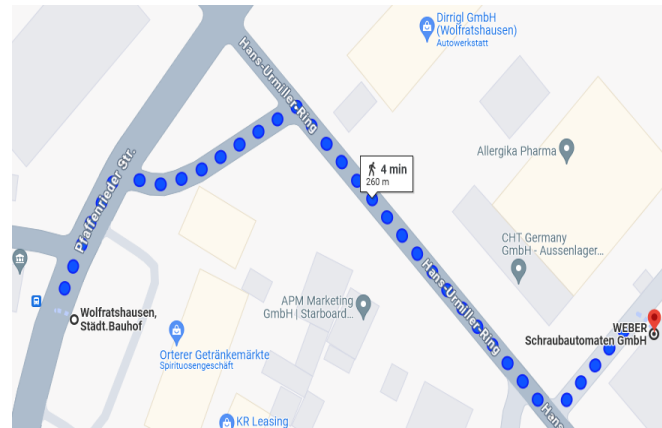 Dirrigl GmbH
(Wolfratshausen)
Autowerkstatt
Hans-Urmiller-Ring
Pfaffenrieder Str.
4 min
260 m
Allergika Pharma
CHT Germany
GmbH - Aussenlager...
Hans-Urmiller-Ring
APM Marketing
GmbH | Starboard...
Wolfratshausen,
Städt.Bauhof
WEBER
Schraubautomaten GmbH
Orterer Getränkemärkte
Spirituosengeschäft
KR Leasing
Hans